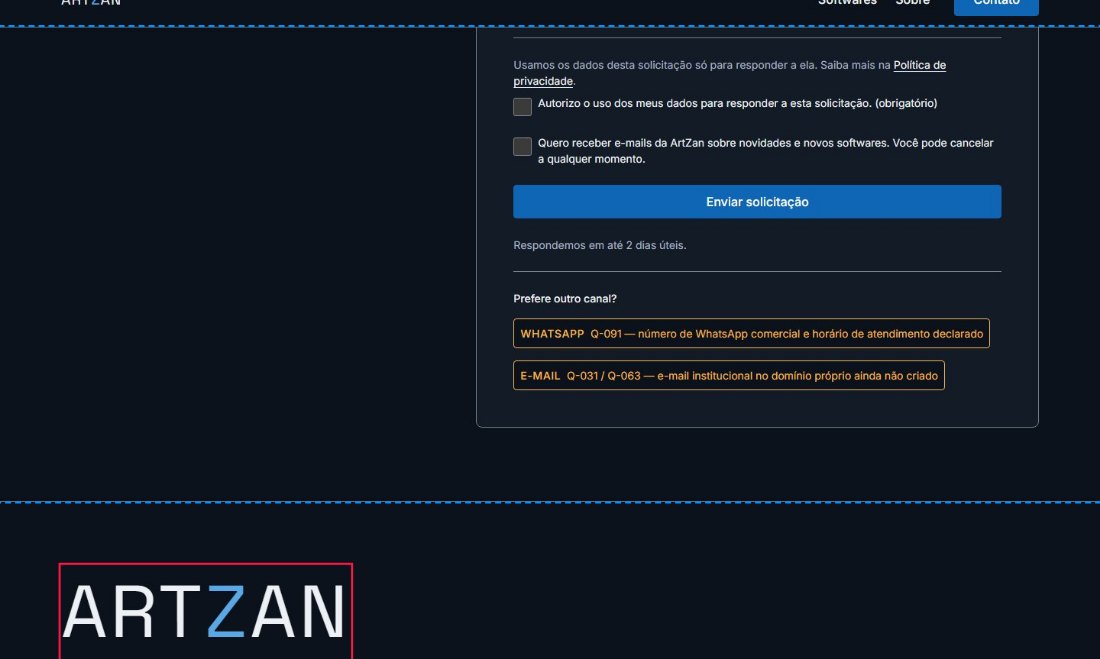 ARTZAN
Softwares
Sobre
Contato
Usamos os dados desta solicitação só para responder a ela. Saiba mais na Política de
privacidade.
Autorizo o uso dos meus dados para responder a esta solicitação. (obrigatório)
Quero receber e-mails da ArtZan sobre novidades e novos softwares. Você pode cancelar
a qualquer momento.
Enviar solicitação
Respondemos em até 2 dias úteis.
Prefere outro canal?
WHATSAPP Q-091 — número de WhatsApp comercial e horário de atendimento declarado
E-MAIL Q-031 / Q-063 — e-mail institucional no domínio próprio ainda não criado
ARTZAN